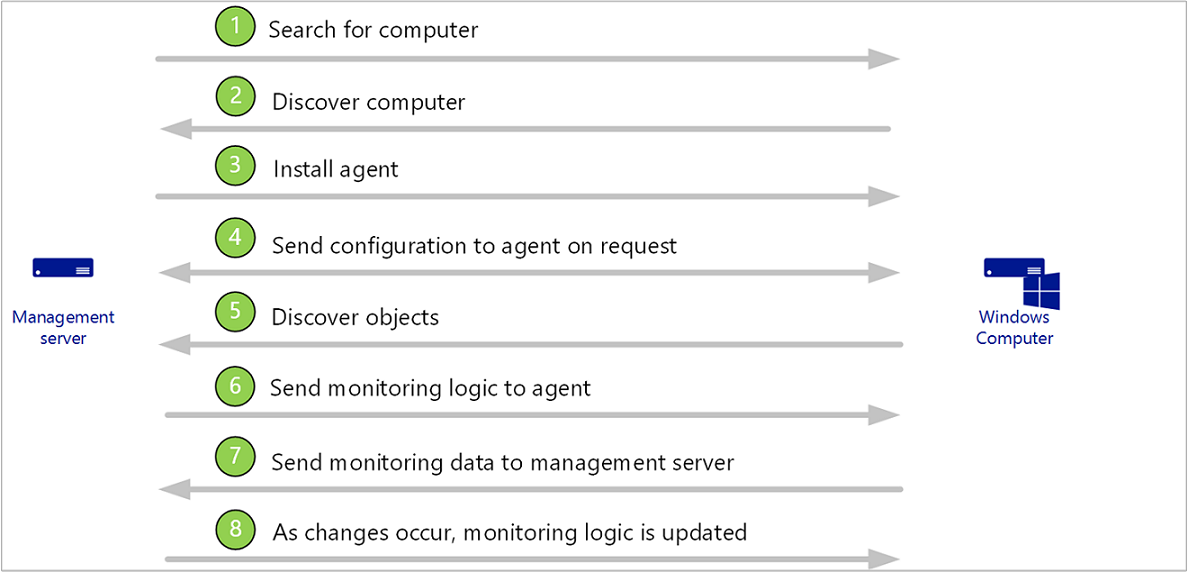 1
Search for computer
2
Discover computer
3
Install agent
4
Send configuration to agent on request
5
Discover objects
6
Send monitoring logic to agent
7
Send monitoring data to management server
8
As changes occur, monitoring logic is updated
Management
server
Windows
Computer